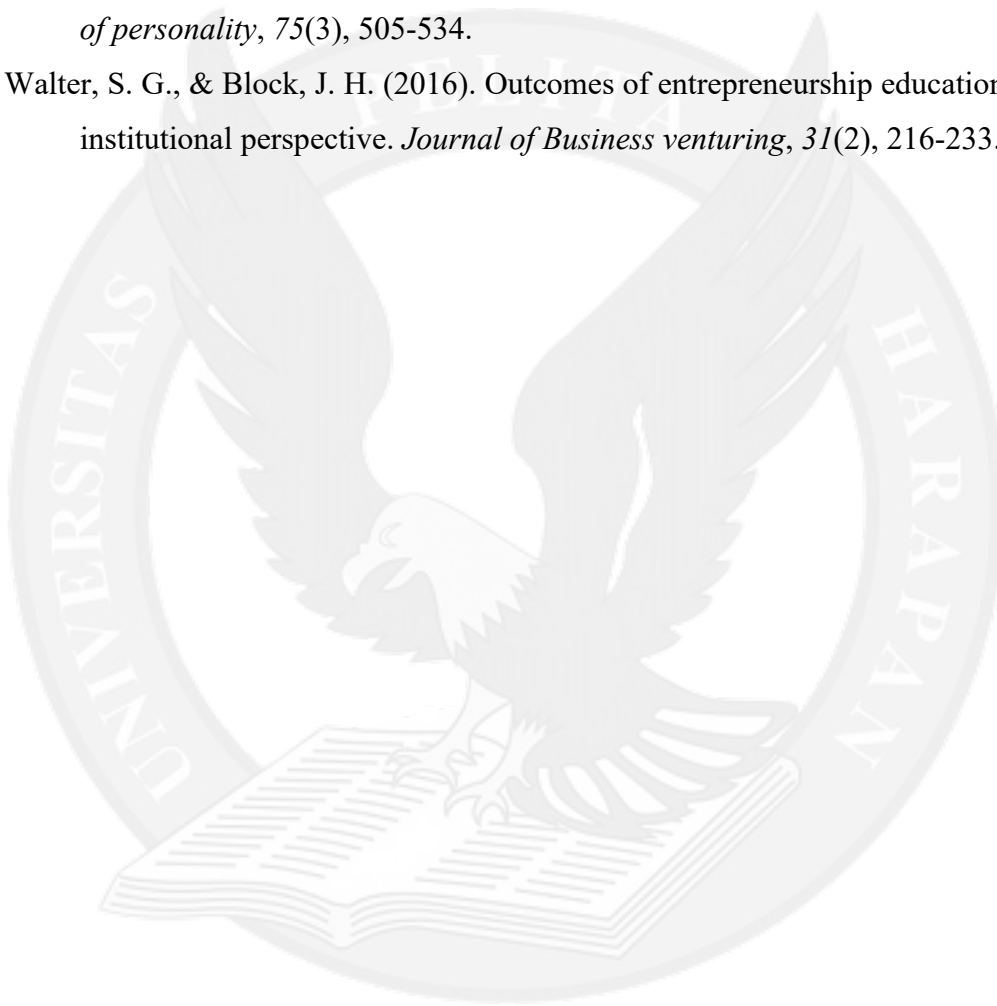 of personality, 75(3), 505-534.
Walter, S. G., & Block, J. H. (2016). Outcomes of entrepreneurship education
institutional perspective. Journal of Business venturing, 31(2), 216-233.
UNIVERSITAS PELITA HARAPAN